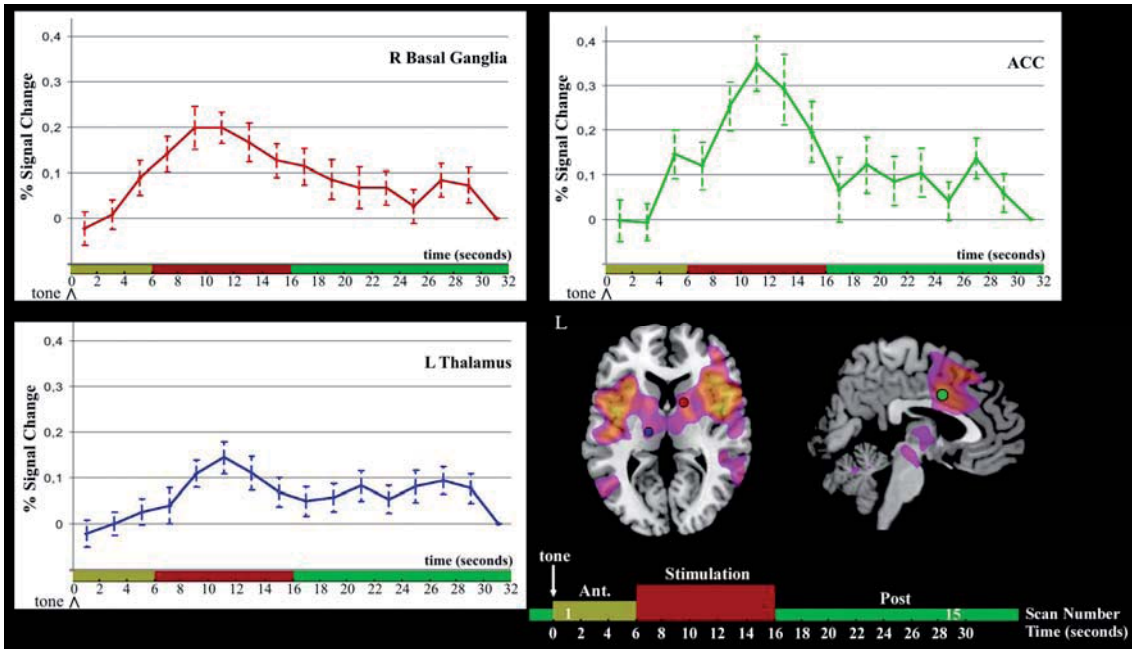 0,4
R Basal Ganglia
0,3
0,2
0,1
0
% Signal Change
time (seconds)
2 4 6 8 10 12 14 16 18 20 22 24 26 28 30 32
tone
0,4
ACC
0,3
0,2
0,1
0
% Signal Change
time (seconds)
2 4 6 8 10 12 14 16 18 20 22 24 26 28 30 32
tone
0,4
L Thalamus
0,3
0,2
0,1
0
% Signal Change
time (seconds)
2 4 6 8 10 12 14 16 18 20 22 24 26 28 30 32
tone
L
tone
Stimulation
Ant.
Post
1 15 Scan Number
0 2 4 6 8 10 12 14 16 18 20 22 24 26 28 30 Time (seconds)